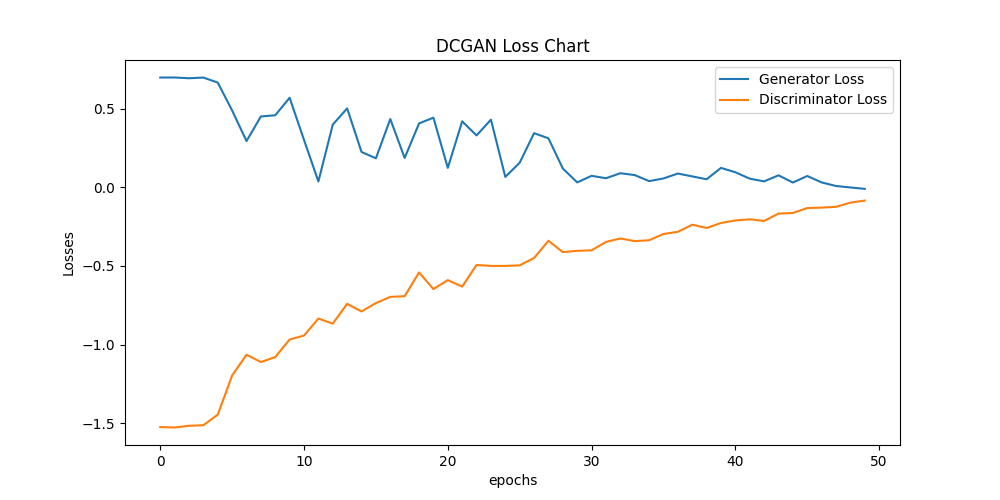 DCGAN Loss Chart
Generator Loss
Discriminator Loss
0.5
0.0
−0.5
−1.0
−1.5
Losses
0 10 20 30 40 50
epochs